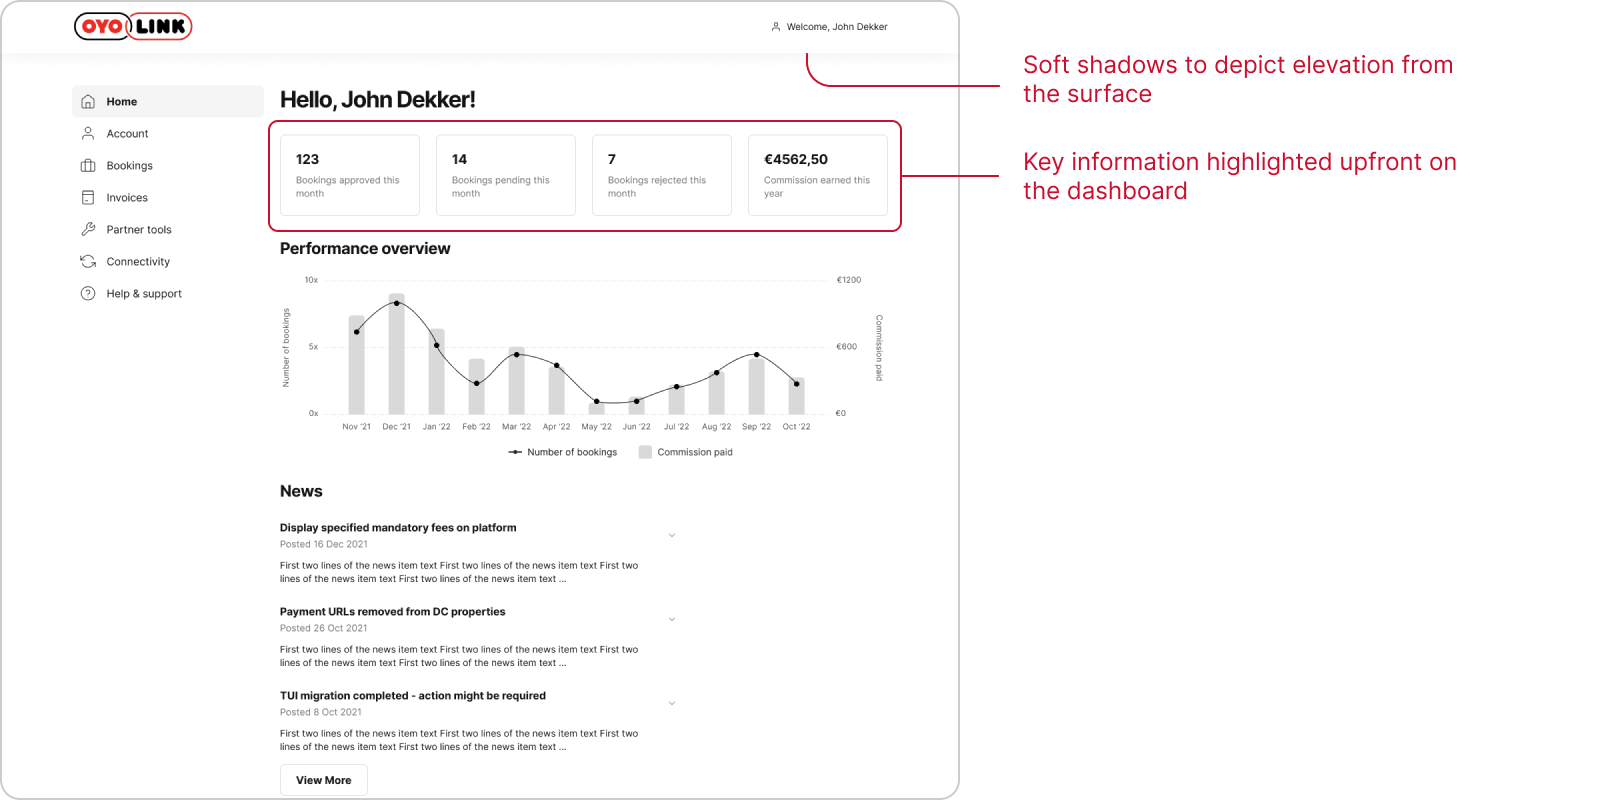 OYO LINK
Welcome, John Dekker
Soft shadows to depict elevation from
the surface
Key information highlighted upfront on
the dashboard
Home
Account
Bookings
Invoices
Partner tools
Connectivity
Help & support
Hello, John Dekker!
123
Bookings approved this
month
14
Bookings pending this
month
7
Bookings rejected this
month
€4562,50
Commission earned this
year
Performance overview
Number of bookings
10x
5x
0x
€1200
€600
€0
Commission paid
Nov '21 Dec '21 Jan '22 Feb '22 Mar '22 Apr '22 May '22 Jun '22 Jul '22 Aug '22 Sep '22 Oct '22
Number of bookings Commission paid
News
Display specified mandatory fees on platform
Posted 16 Dec 2021
First two lines of the news item text First two lines of the news item text First two
lines of the news item text First two lines of the news item text ...
Payment URLs removed from DC properties
Posted 26 Oct 2021
First two lines of the news item text First two lines of the news item text First two
lines of the news item text First two lines of the news item text ...
TUI migration completed - action might be required
Posted 8 Oct 2021
First two lines of the news item text First two lines of the news item text First two
lines of the news item text First two lines of the news item text ...
View More